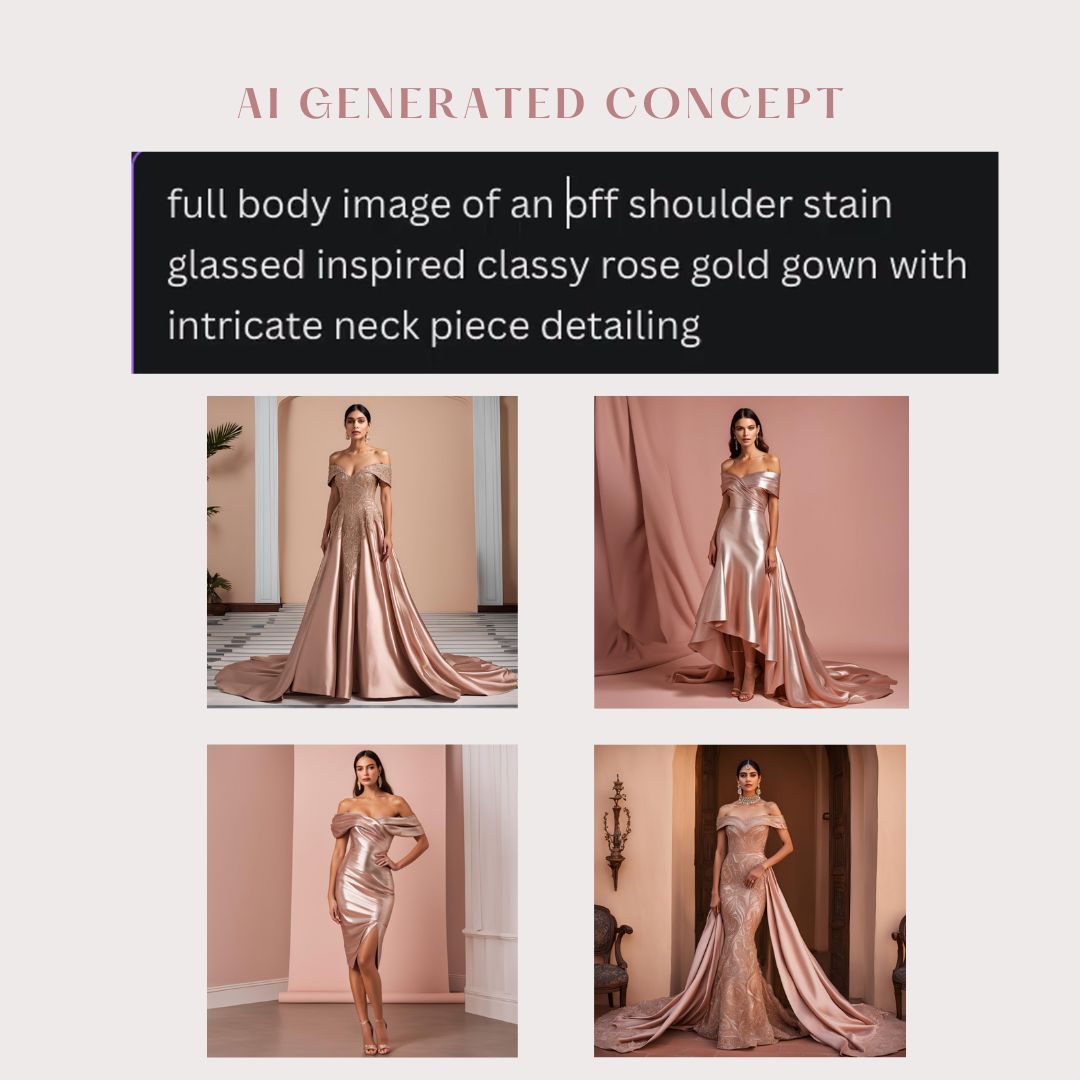 AI GENERATED CONCEPT
full body image of an off shoulder stain
glassed inspired classy rose gold gown with
intricate neck piece detailing